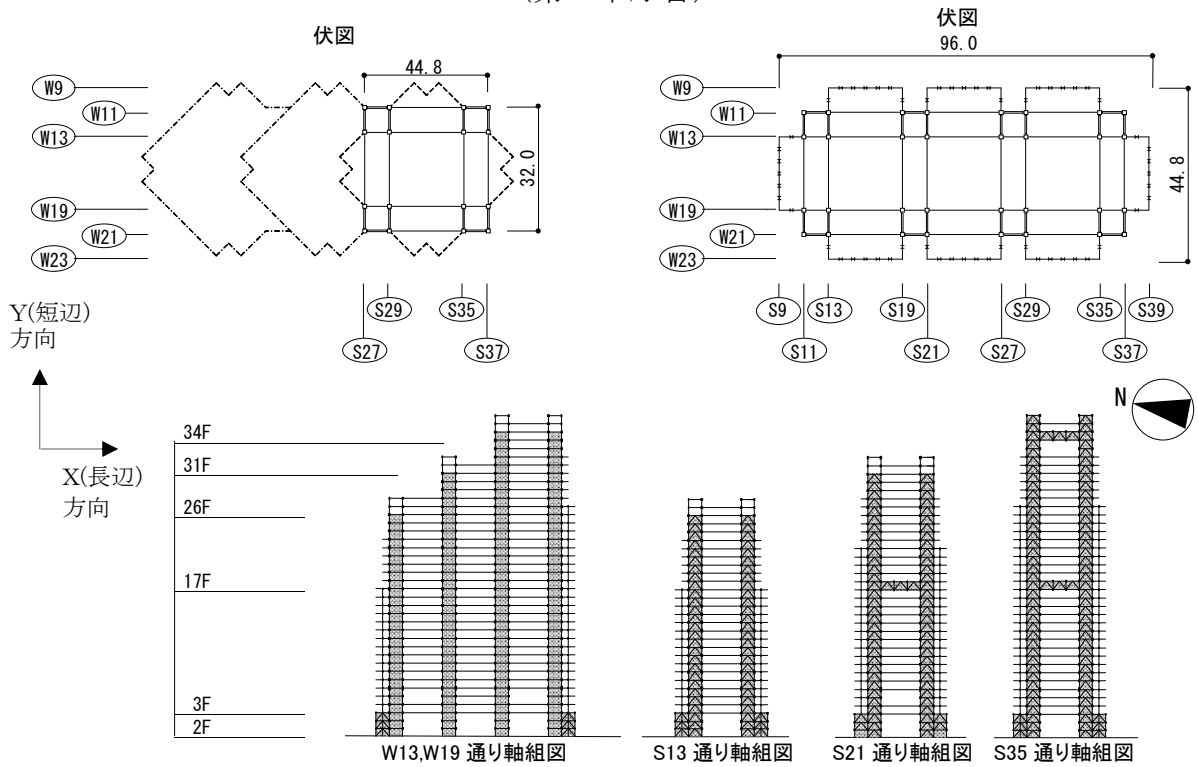 伏図
44.8
32.0
W9
W11
W13
W19
W21
W23
S29
S35
S27
S37
伏図
96.0
44.8
W9
W11
W13
W19
W21
W23
S9
S13
S19
S29
S35
S39
S11
S21
S27
S37
N
Y(短辺)
方向
X(長辺)
方向
34F
31F
26F
17F
3F
2F
W13,W19 通り軸組図
S13 通り軸組図
S21 通り軸組図
S35 通り軸組図